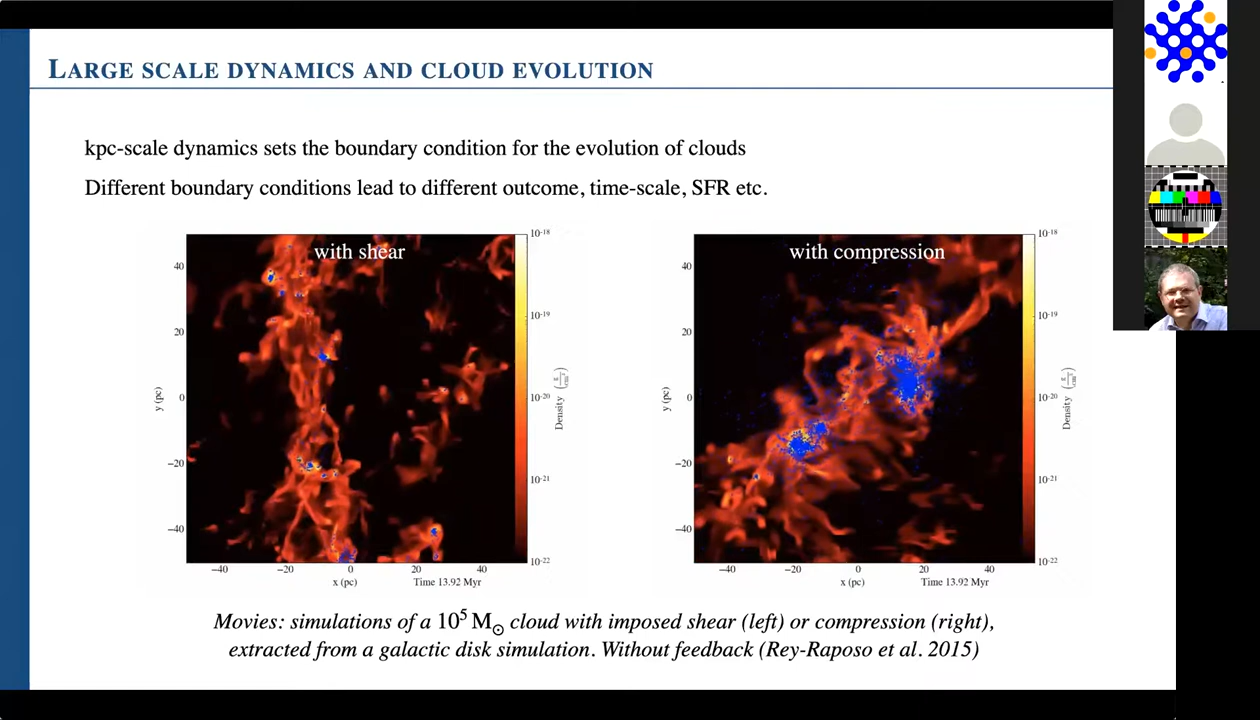 LARGE SCALE DYNAMICS AND CLOUD EVOLUTION
kpc-scale dynamics sets the boundary condition for the evolution of clouds
Different boundary conditions lead to different outcome, time-scale, SFR etc.
with shear
40
20
0
−20
−40
y (pc)
−40
−20
0
20
40
x (pc)
Time 13.92 Myr
10-18
10-19
10-20
10-21
10-22
Density (g/cm³)
with compression
40
20
0
−20
−40
y (pc)
−40
−20
0
20
40
x (pc)
Time 13.92 Myr
10-18
10-19
10-20
10-21
10-22
Density (g/cm³)
Movies: simulations of a 10⁵ M⊙ cloud with imposed shear (left) or compression (right),
extracted from a galactic disk simulation. Without feedback (Rey-Raposo et al. 2015)